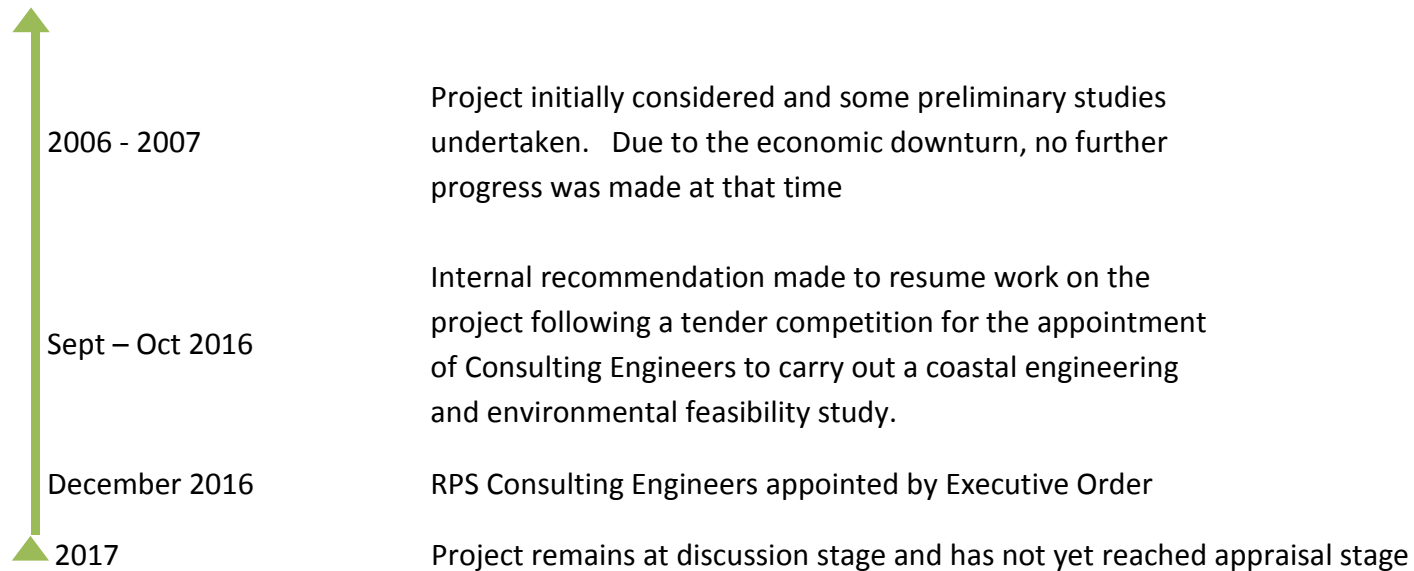 2006 - 2007
Project initially considered and some preliminary studies
undertaken.   Due to the economic downturn, no further
progress was made at that time
Sept – Oct 2016
Internal recommendation made to resume work on the
project following a tender competition for the appointment
of Consulting Engineers to carry out a coastal engineering
and environmental feasibility study.
December 2016
RPS Consulting Engineers appointed by Executive Order
2017
Project remains at discussion stage and has not yet reached appraisal stage